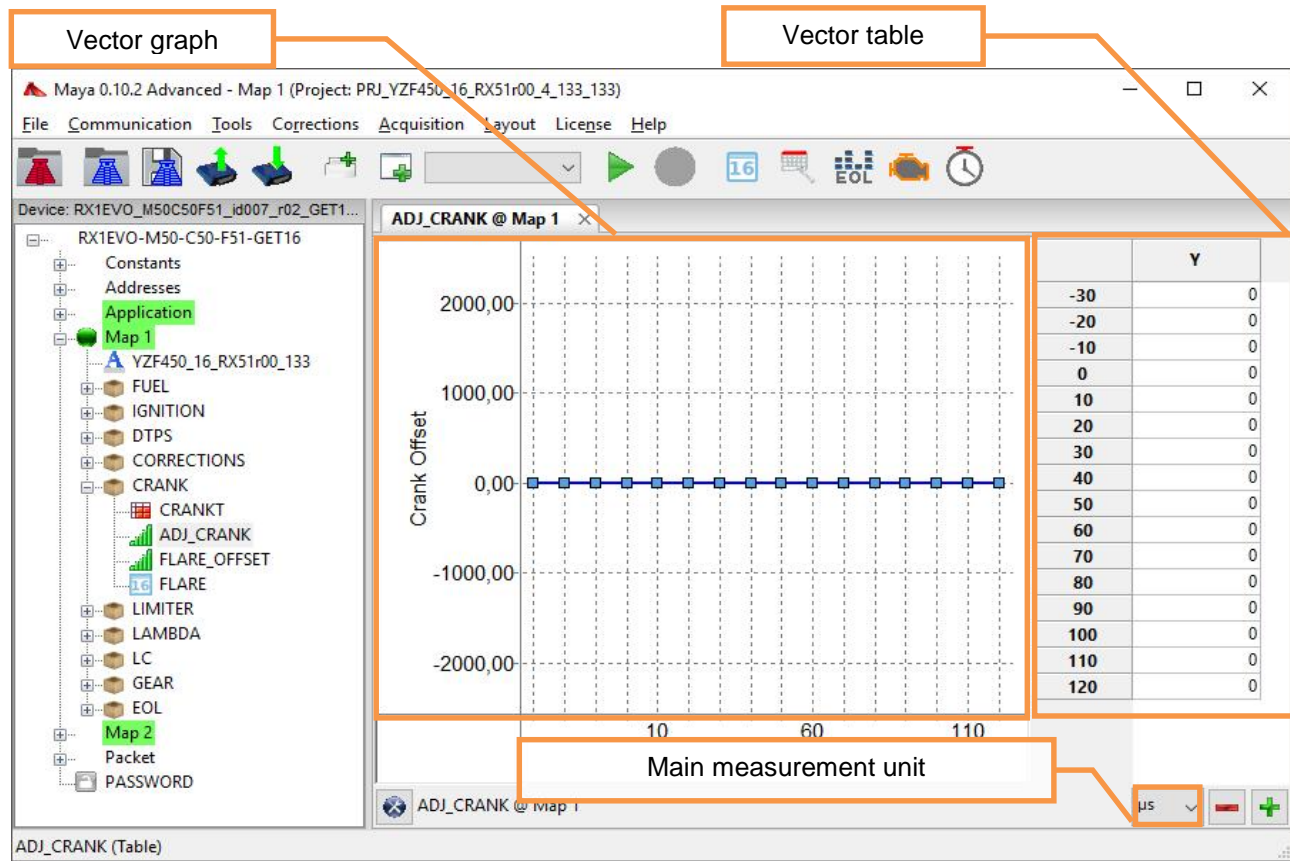 Vector graph
Vector table
Maya 0.10.2 Advanced - Map 1 (Project: PRJ_YZF450_16_RX51r00_4_133_133)
File Communication Tools Corrections Acquisition Layout License Help
16
EOL
Device: RX1EVO_M50C50F51_id007_r02_GET1...
RX1EVO-M50-C50-F51-GET16
Constants
Addresses
Application
Map 1
A YZF450_16_RX51r00_133
FUEL
IGNITION
DTPS
CORRECTIONS
CRANK
CRANKT
ADJ_CRANK
FLARE_OFFSET
16 FLARE
LIMITER
LAMBDA
LC
GEAR
EOL
Map 2
Packet
PASSWORD
ADJ_CRANK @ Map 1
Crank Offset
2000,00
1000,00
0,00
-1000,00
-2000,00
10 60 110
Y
-30 0
-20 0
-10 0
0 0
10 0
20 0
30 0
40 0
50 0
60 0
70 0
80 0
90 0
100 0
110 0
120 0
Main measurement unit
ADJ_CRANK @ Map 1
µs
ADJ_CRANK (Table)